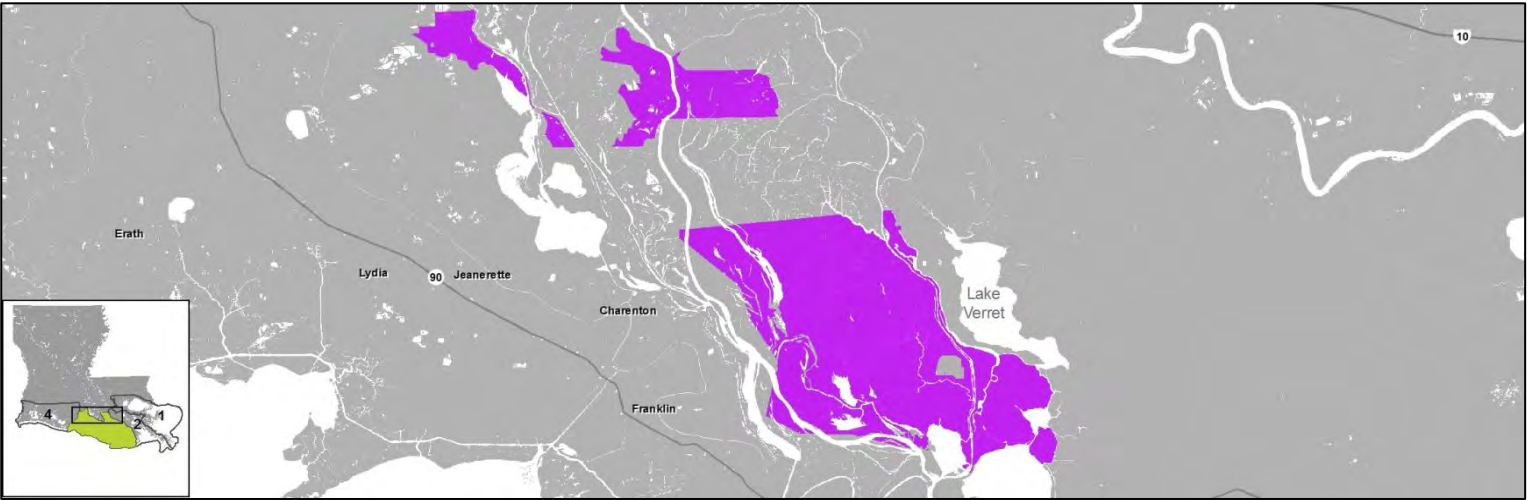 10
Erath
Lydia
90
Jeanerette
Lake
Verret
Charenton
Franklin
4
1
2